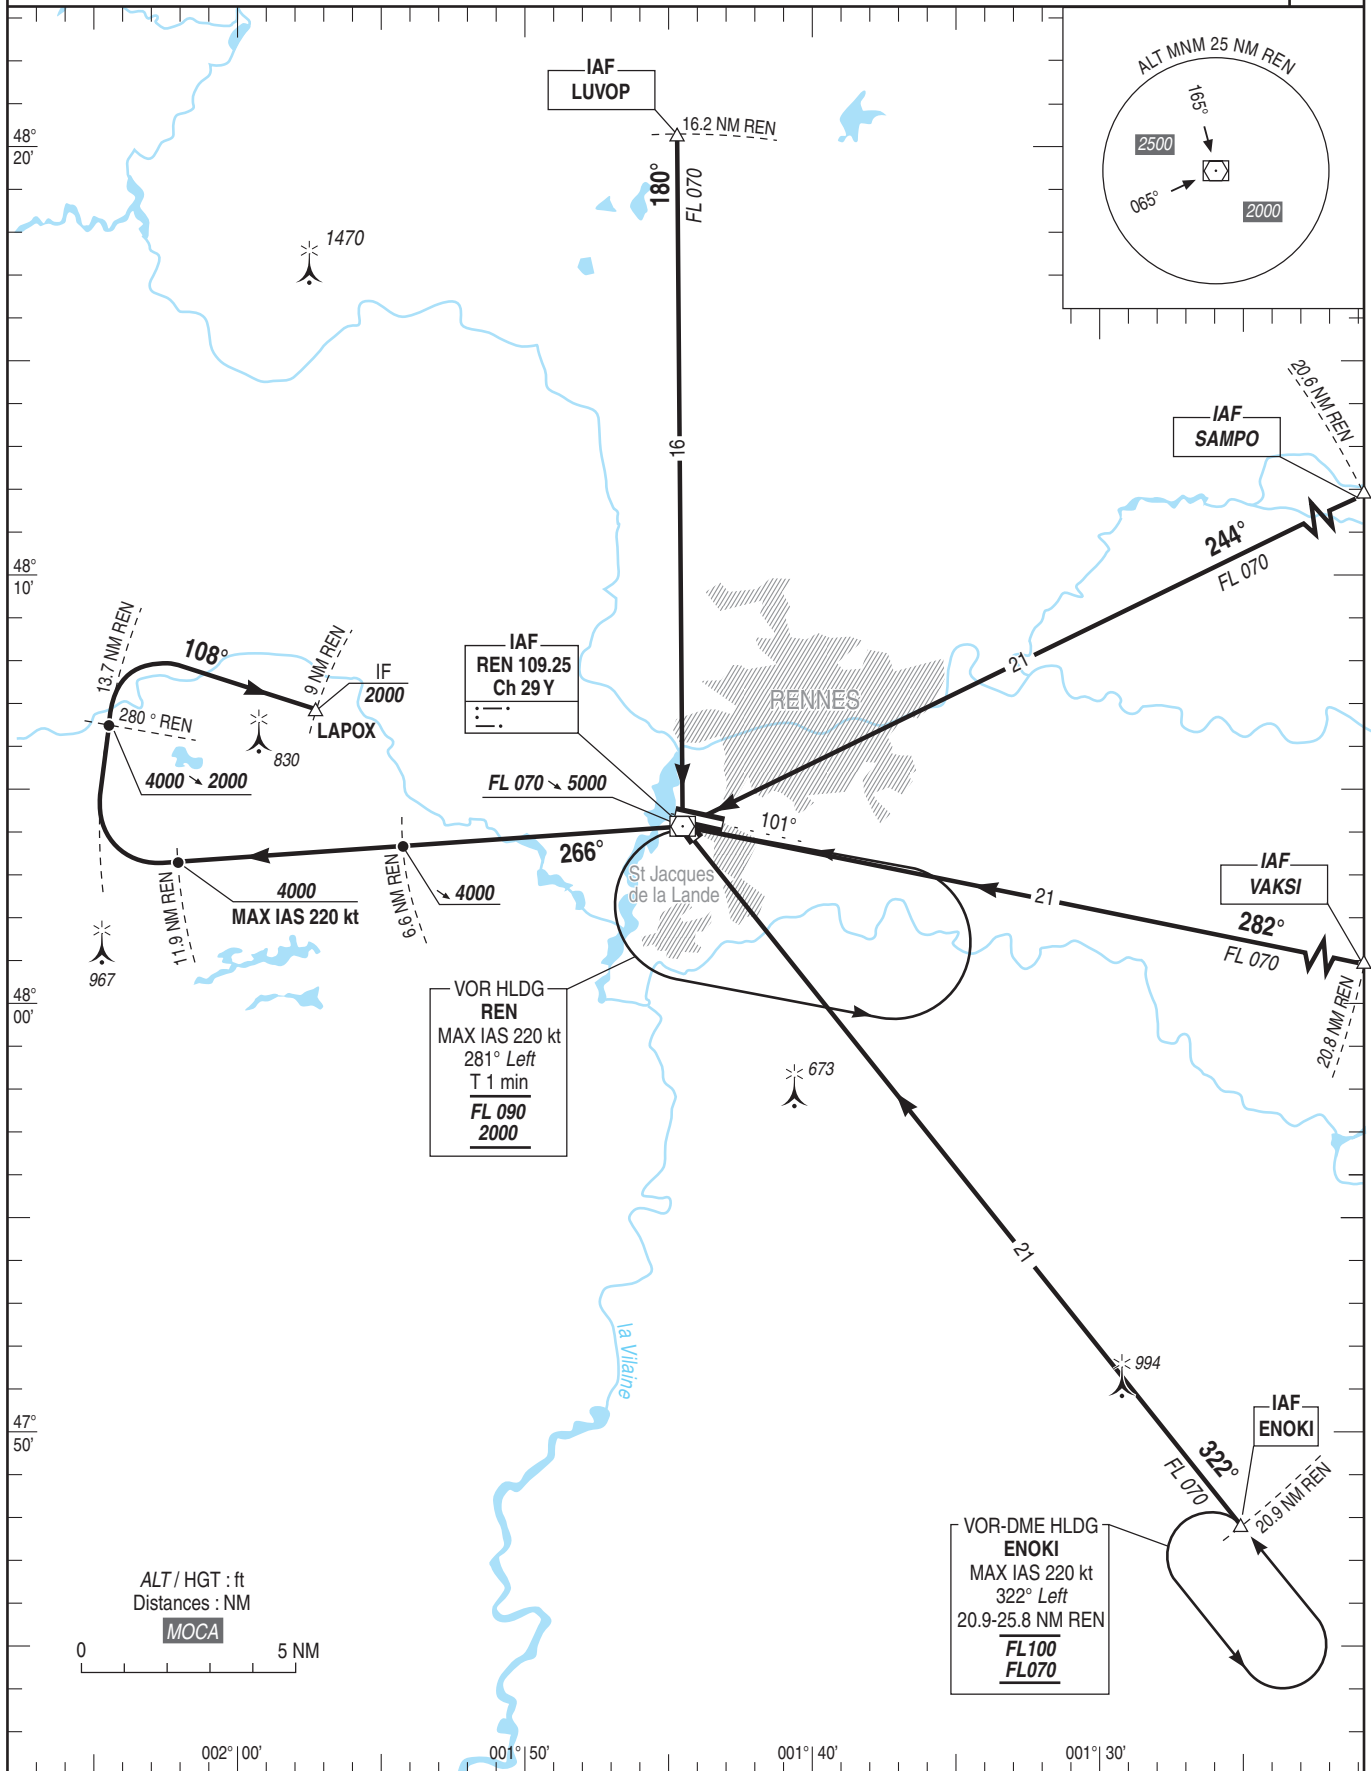 IAF
LUVOP
16.2 NM REN
180°
FL 070
16
ALT MNM 25 NM REN
165°
2500
065°
2000
48°
20'
1470
20.6 NM REN
IAF
SAMPO
244°
FL 070
21
48°
10'
13.7 NM REN
108°
9 NM REN
IF
2000
LAPOX
280 ° REN
830
4000 ➘ 2000
IAF
REN 109.25
Ch 29 Y
RENNES
FL 070 ➘ 5000
101°
266°
St Jacques
de la Lande
4000
MAX IAS 220 kt
11.9 NM REN
6.6 NM REN
➘ 4000
967
21
IAF
VAKSI
282°
FL 070
20.8 NM REN
48°
00'
VOR HLDG
REN
MAX IAS 220 kt
281° Left
T 1 min
FL 090
2000
673
21
la Vilaine
994
47°
50'
IAF
ENOKI
322°
FL 070
20.9 NM REN
VOR-DME HLDG
ENOKI
MAX IAS 220 kt
322° Left
20.9-25.8 NM REN
FL100
FL070
ALT / HGT : ft
Distances : NM
MOCA
0 5 NM
002° 00' 001° 50' 001° 40' 001° 30'